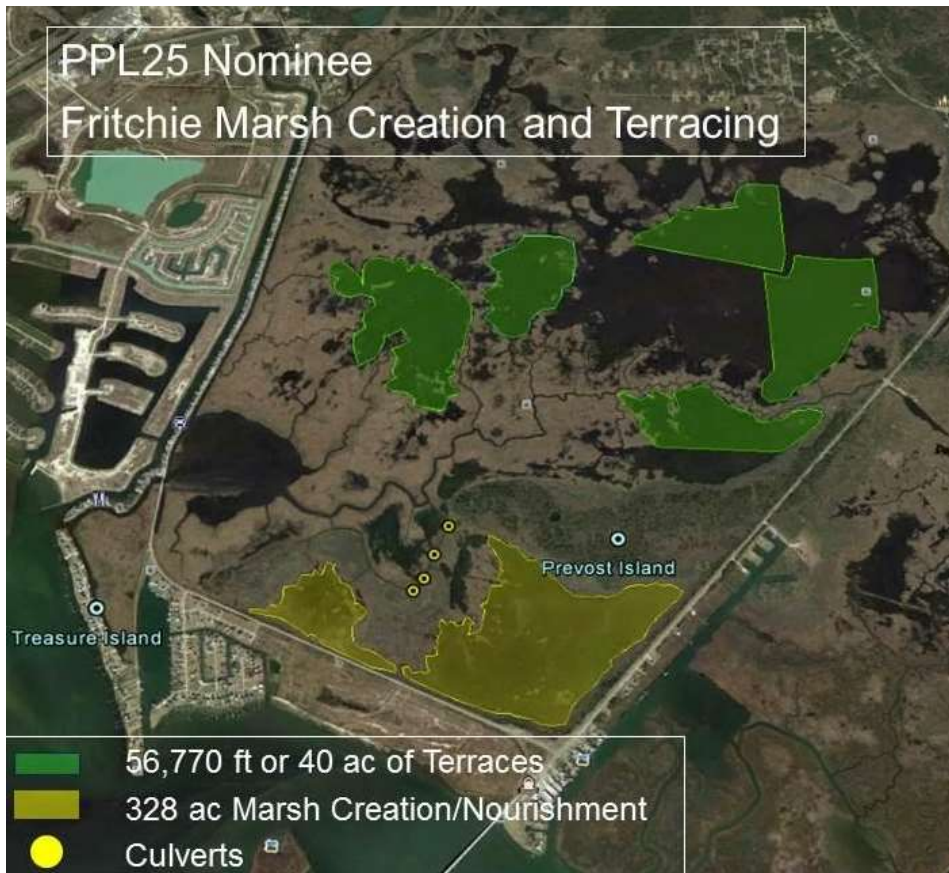 PPL25 Nominee
Fritchie Marsh Creation and Terracing
Prevost Island
Treasure Island
56,770 ft or 40 ac of Terraces
328 ac Marsh Creation/Nourishment
Culverts